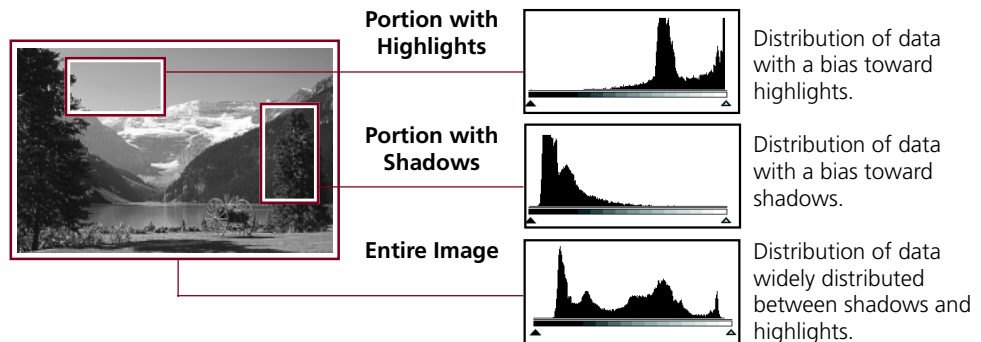 Portion with
Highlights
Distribution of data
with a bias toward
highlights.
Portion with
Shadows
Distribution of data
with a bias toward
shadows.
Entire Image
Distribution of data
widely distributed
between shadows and
highlights.